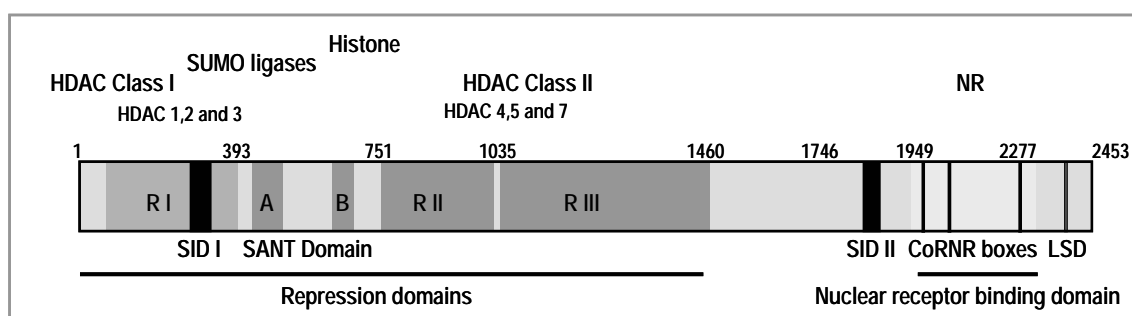 Histone
SUMO ligases
HDAC Class I HDAC Class II NR
HDAC 1,2 and 3 HDAC 4,5 and 7
1 393 751 1035 1460 1746 1949 2277 2453
R I A B R II R III
SID I SANT Domain SID II CoRNR boxes LSD
Repression domains Nuclear receptor binding domain